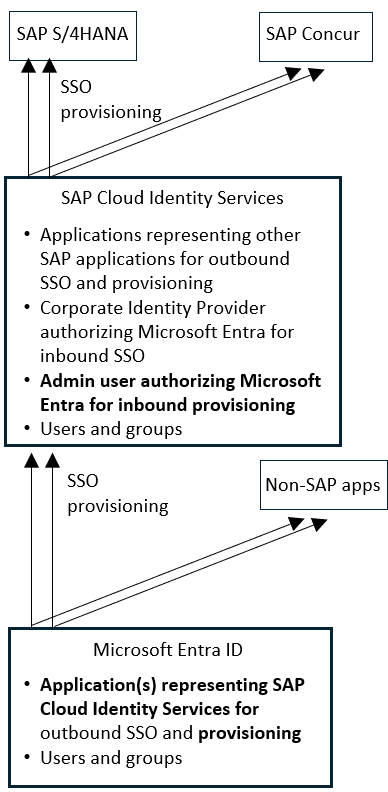 SAP S/4HANA
SAP Concur
SSO
provisioning
SAP Cloud Identity Services
• Applications representing other
SAP applications for outbound
SSO and provisioning
• Corporate Identity Provider
authorizing Microsoft Entra for
inbound SSO
• Admin user authorizing Microsoft
Entra for inbound provisioning
• Users and groups
SSO
provisioning
Non-SAP apps
Microsoft Entra ID
• Application(s) representing SAP
Cloud Identity Services for
outbound SSO and provisioning
• Users and groups